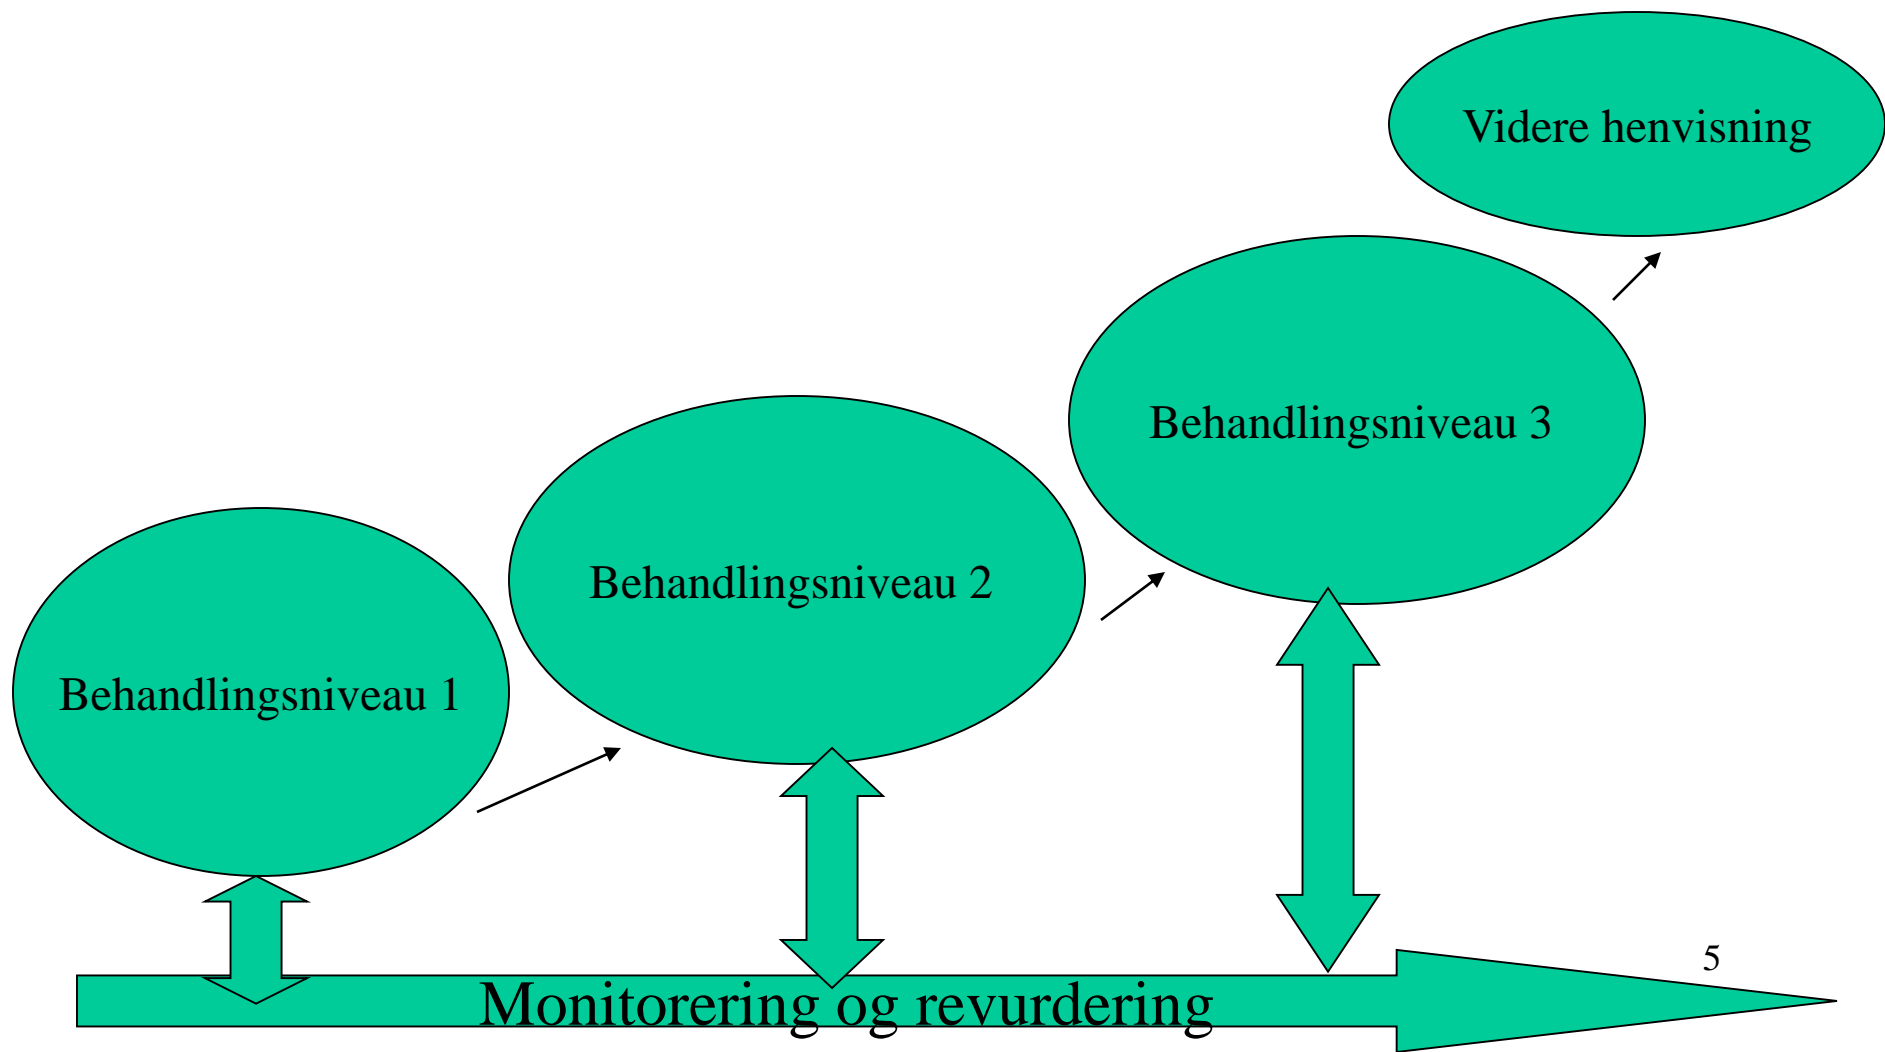 Videre henvisning
Behandlingsniveau 3
Behandlingsniveau 2
Behandlingsniveau 1
5
Monitorering og revurdering